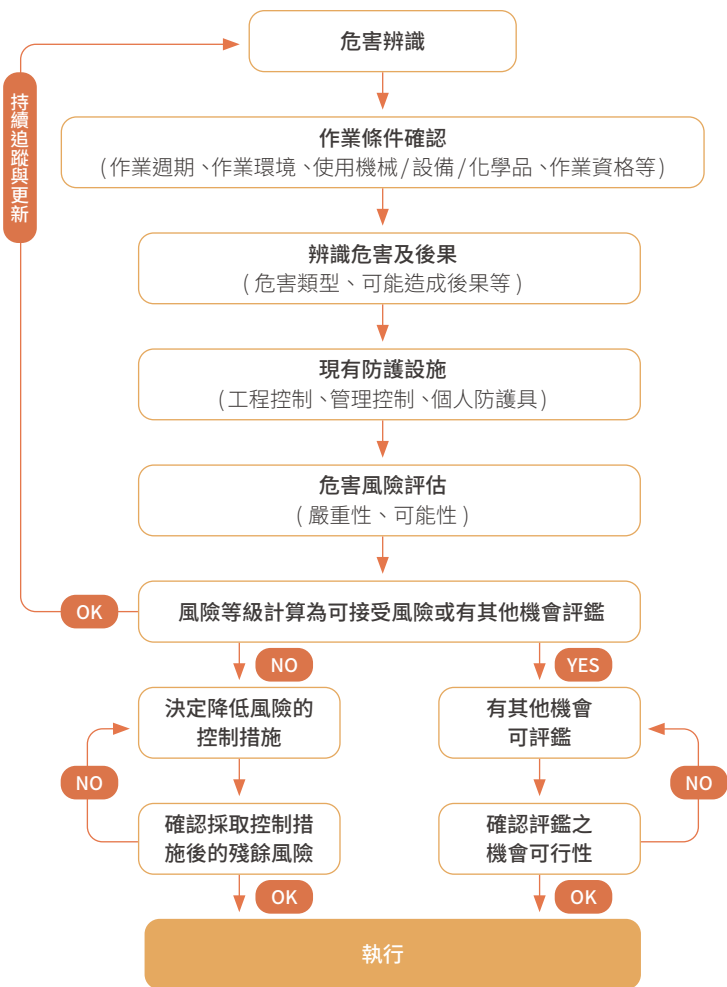 危害辨識
持續追蹤與更新
作業條件確認
(作業週期、作業環境、使用機械/設備/化學品、作業資格等)
辨識危害及後果
(危害類型、可能造成後果等)
現有防護設施
(工程控制、管理控制、個人防護具)
危害風險評估
(嚴重性、可能性)
OK
風險等級計算為可接受風險或有其他機會評鑑
NO
YES
決定降低風險的
控制措施
有其他機會
可評鑑
NO
NO
確認採取控制措
施後的殘餘風險
確認評鑑之
機會可行性
OK
OK
執行